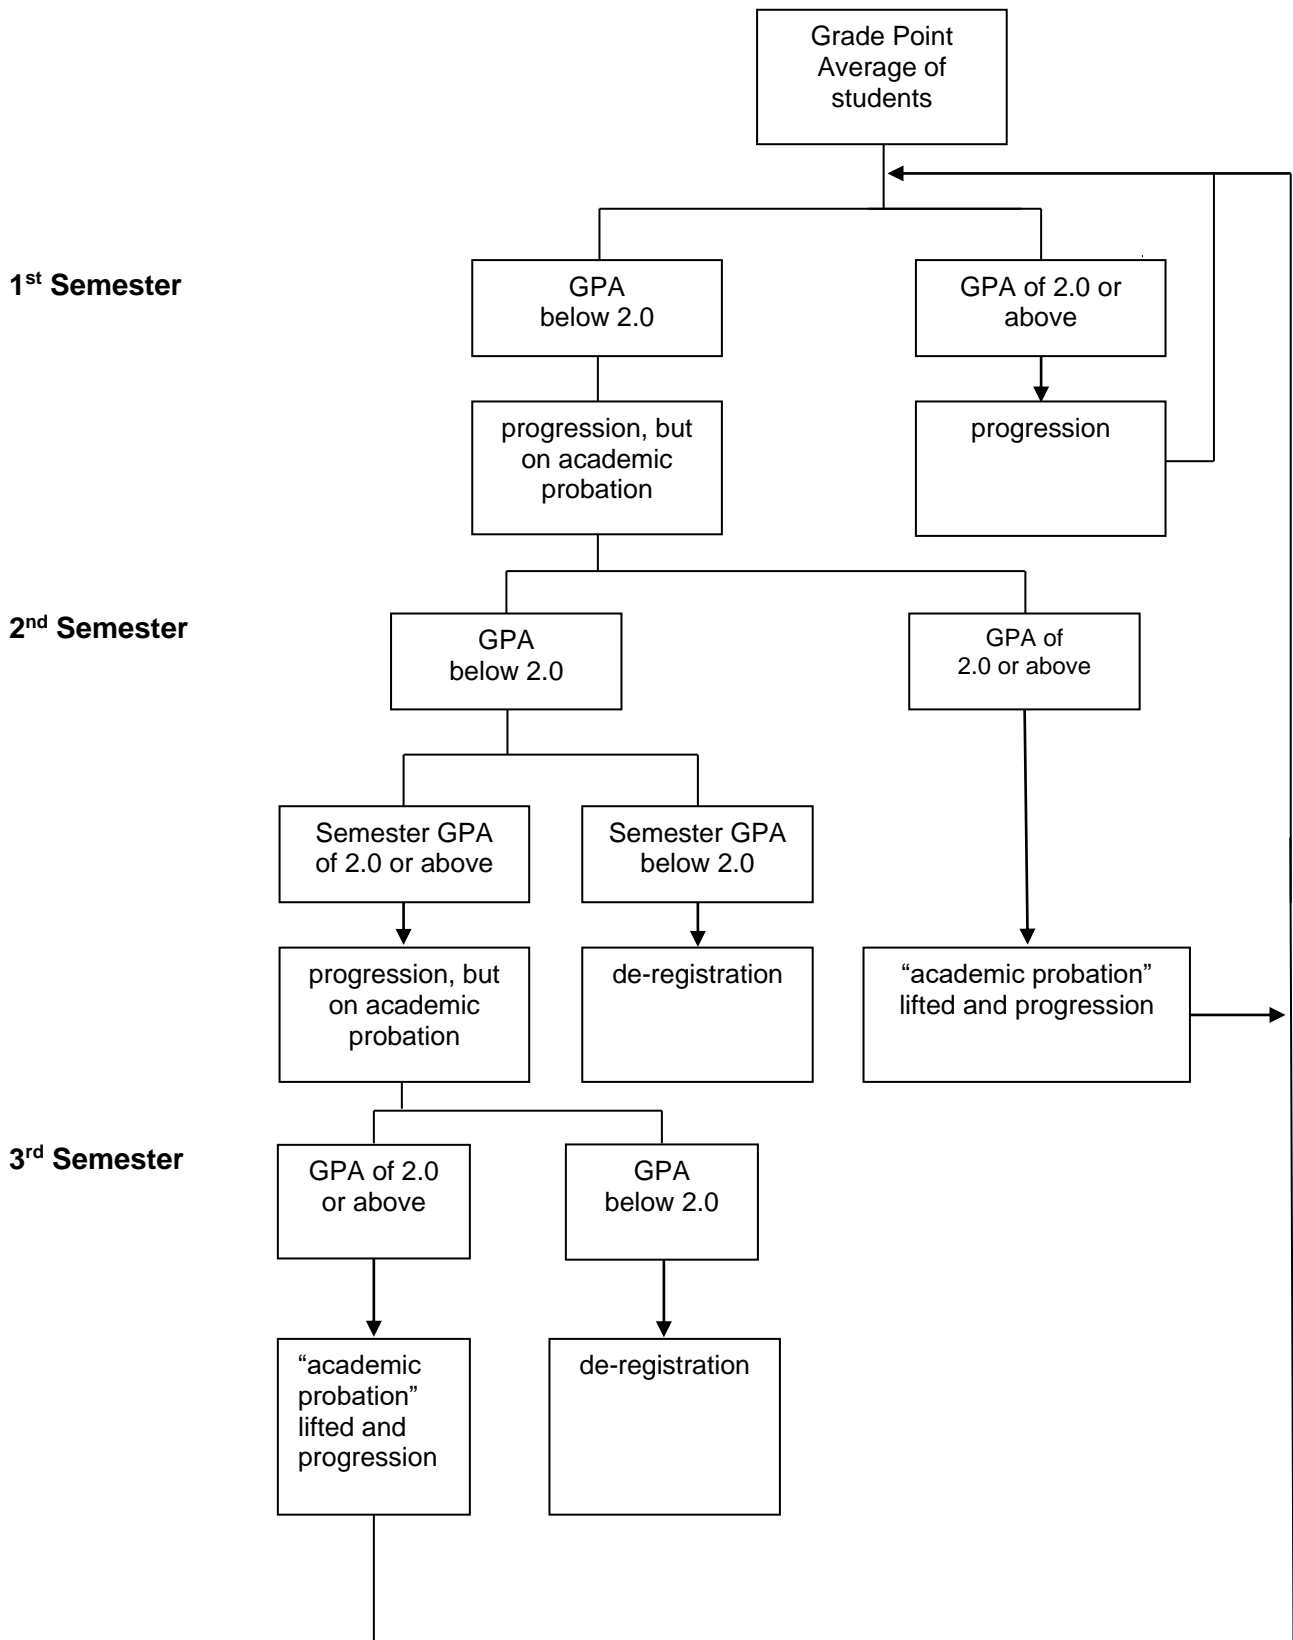 Grade Point
Average of
students
1st Semester
GPA
below 2.0
GPA of 2.0 or
above
progression, but
on academic
probation
progression
2nd Semester
GPA
below 2.0
GPA of
2.0 or above
Semester GPA
of 2.0 or above
Semester GPA
below 2.0
progression, but
on academic
probation
de-registration
“academic probation”
lifted and progression
3rd Semester
GPA of 2.0
or above
GPA
below 2.0
“academic
probation”
lifted and
progression
de-registration